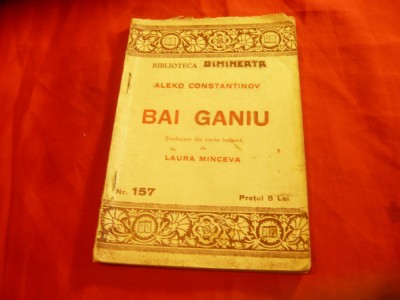 BIBLIOTECA DIMINEAȚA
ALEKO CONSTANTINOV
BAI GANIU
Traducere din limba bulgară
de
LAURA MINCEVA
Nr. 157
Prețul 5 Lei